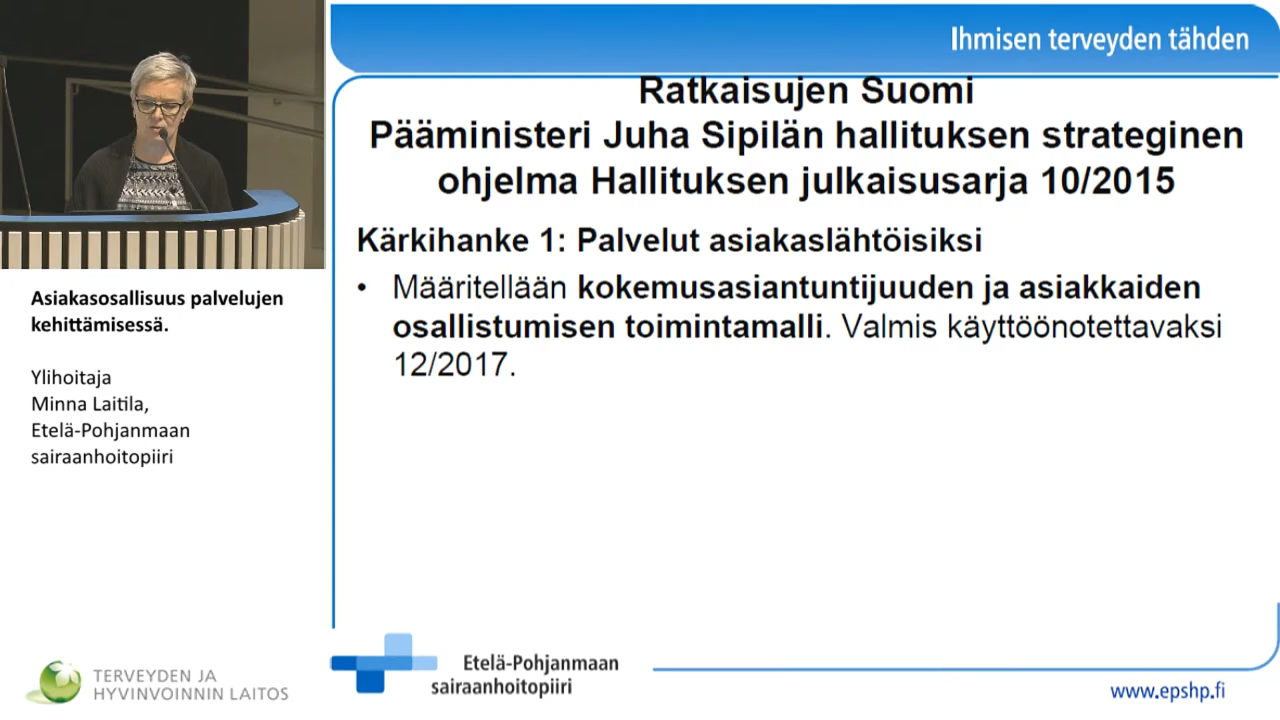 Ihmisen terveyden tähden
Ratkaisujen Suomi
Pääministeri Juha Sipilän hallituksen strateginen
ohjelma Hallituksen julkaisusarja 10/2015
Kärkihanke 1: Palvelut asiakaslähtöisiksi
• Määritellään kokemusasiantuntijuuden ja asiakkaiden
osallistumisen toimintamalli. Valmis käyttöönotettavaksi
12/2017.
Asiakasosallisuus palvelujen
kehittämisessä.
Ylihoitaja
Minna Laitila,
Etelä-Pohjanmaan
sairaanhoitopiiri
TERVEYDEN JA
HYVINVOINNIN LAITOS
Etelä-Pohjanmaan
sairaanhoitopiiri
www.epshp.fi